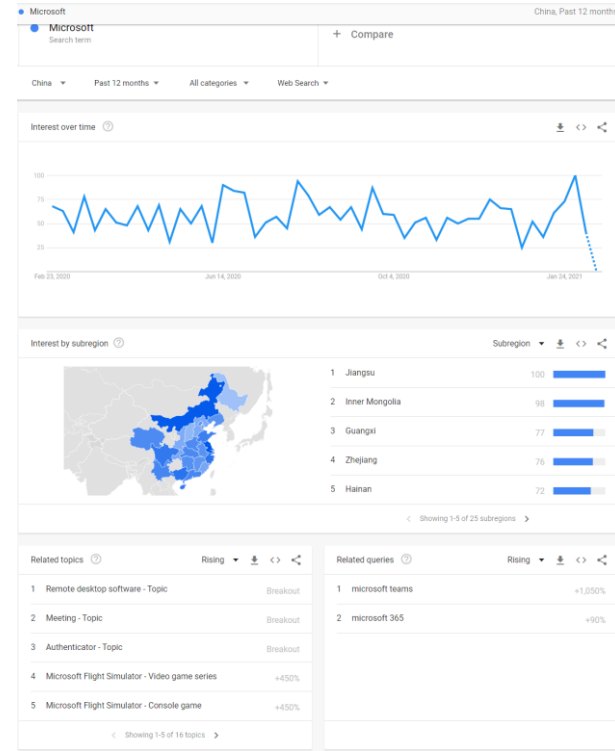 Microsoft China, Past 12 months
Microsoft
Search term
+ Compare
China Past 12 months All categories Web Search
Interest over time
100
75
50
25
Feb 23, 2020 Jun 14, 2020 Oct 4, 2020 Jan 24, 2021
Interest by subregion Subregion
1 Jiangsu 100
2 Inner Mongolia 98
3 Guangxi 77
4 Zhejiang 76
5 Hainan 72
Showing 1-5 of 25 subregions
Related topics Rising
1 Remote desktop software - Topic Breakout
2 Meeting - Topic Breakout
3 Authenticator - Topic Breakout
4 Microsoft Flight Simulator - Video game series +450%
5 Microsoft Flight Simulator - Console game +450%
Showing 1-5 of 16 topics
Related queries Rising
1 microsoft teams +1,050%
2 microsoft 365 +90%